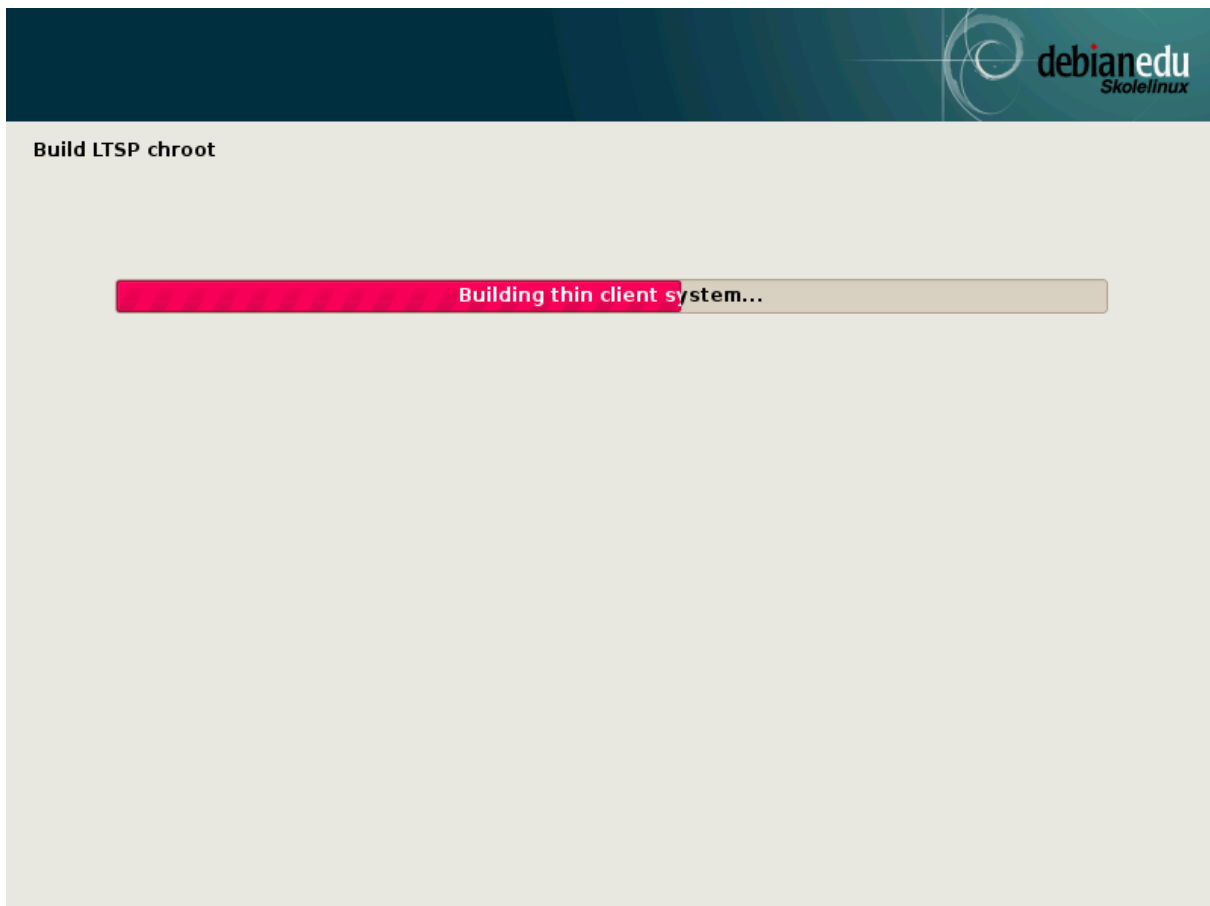 debianedu
Skolelinux
Build LTSP chroot
Building thin client system...